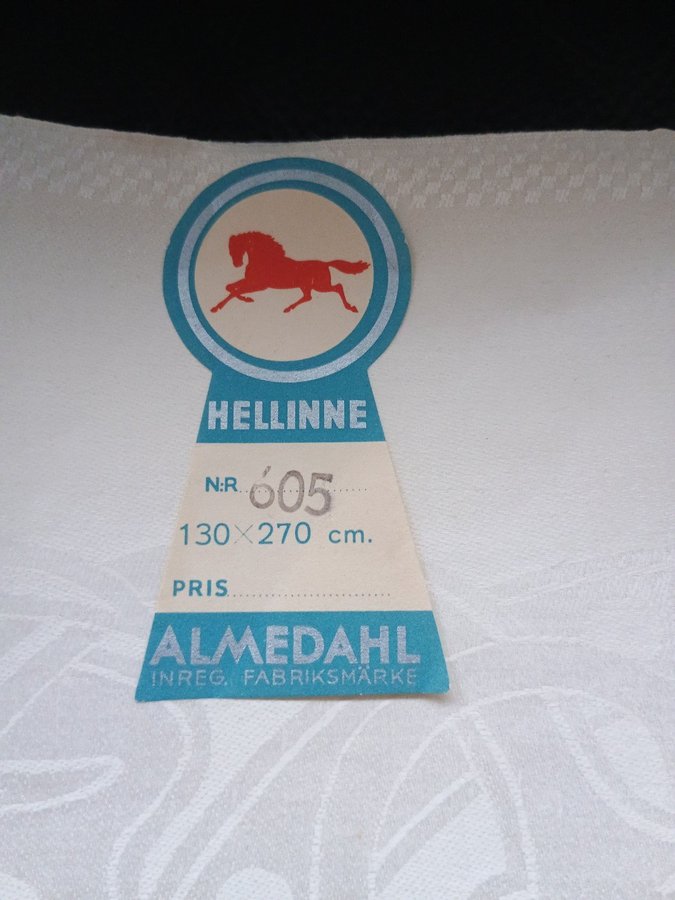 HELLINNE
N:R 605
130×270 cm.
PRIS
ALMEDAHL
INREG. FABRIKSMÄRKE